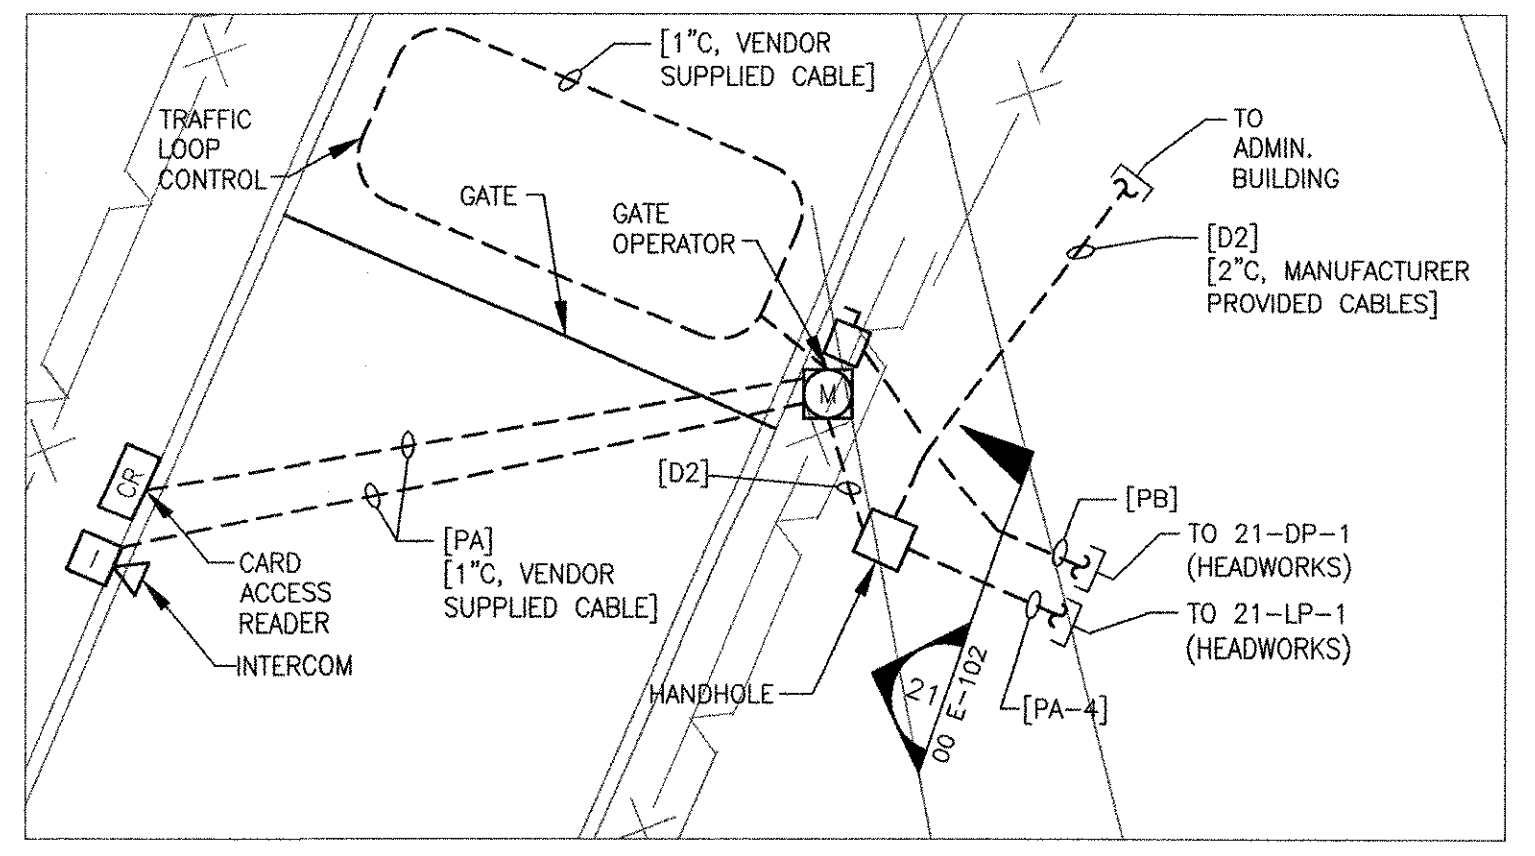 [1"C, VENDOR
SUPPLIED CABLE]
TRAFFIC
LOOP
CONTROL
GATE
GATE
OPERATOR
TO
ADMIN.
BUILDING
[D2]
[2"C, MANUFACTURER
PROVIDED CABLES]
M
CR
I
[D2]
[PA]
[1"C, VENDOR
SUPPLIED CABLE]
CARD
ACCESS
READER
INTERCOM
HANDHOLE
[PB]
TO 21-DP-1
(HEADWORKS)
TO 21-LP-1
(HEADWORKS)
[PA-4]
21
00 E-102